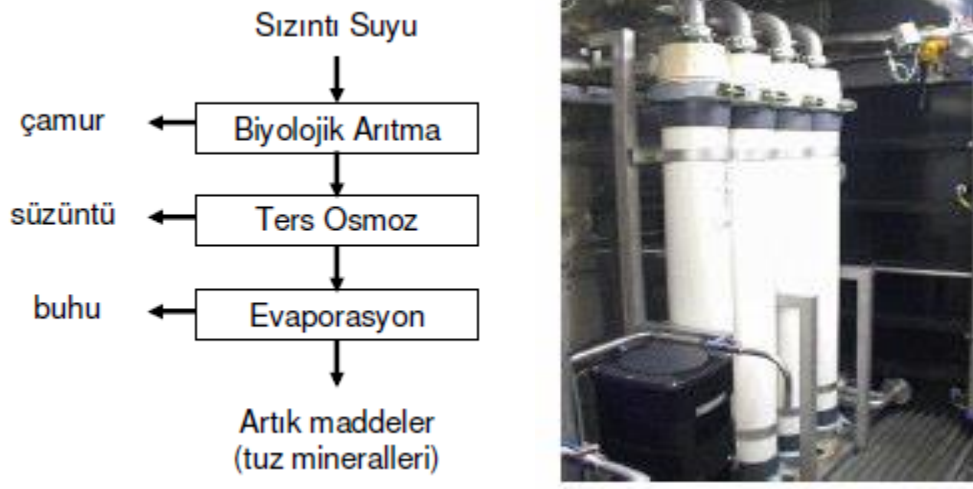 Sızıntı Suyu
çamur
Biyolojik Arıtma
süzüntü
Ters Osmoz
buhu
Evaporasyon
Artık maddeler
(tuz mineralleri)